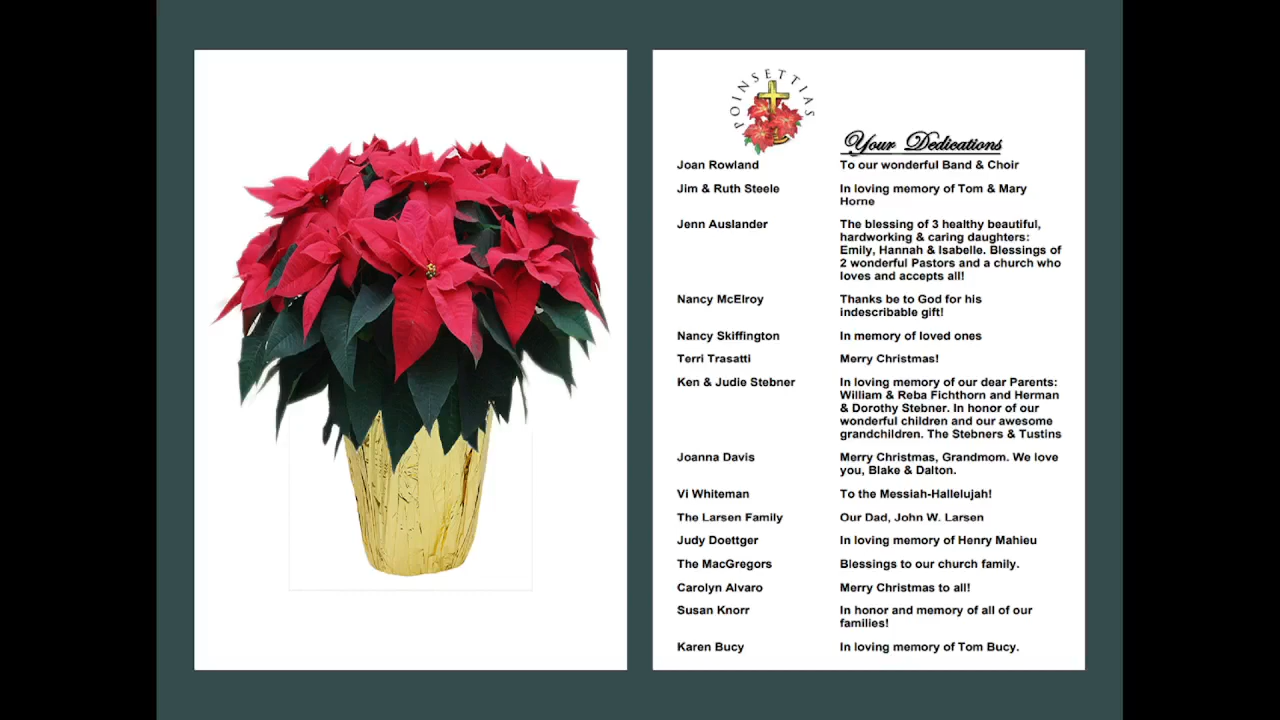 POINSETTIAS
Your Dedications
Joan Rowland To our wonderful Band & Choir
Jim & Ruth Steele In loving memory of Tom & Mary
Horne
Jenn Auslander The blessing of 3 healthy beautiful,
hardworking & caring daughters:
Emily, Hannah & Isabelle. Blessings of
2 wonderful Pastors and a church who
loves and accepts all!
Nancy McElroy Thanks be to God for his
indescribable gift!
Nancy Skiffington In memory of loved ones
Terri Trasatti Merry Christmas!
Ken & Judie Stebner In loving memory of our dear Parents:
William & Reba Fichthorn and Herman
& Dorothy Stebner. In honor of our
wonderful children and our awesome
grandchildren. The Stebners & Tustins
Joanna Davis Merry Christmas, Grandmom. We love
you, Blake & Dalton.
Vi Whiteman To the Messiah-Hallelujah!
The Larsen Family Our Dad, John W. Larsen
Judy Doettger In loving memory of Henry Mahieu
The MacGregors Blessings to our church family.
Carolyn Alvaro Merry Christmas to all!
Susan Knorr In honor and memory of all of our
families!
Karen Bucy In loving memory of Tom Bucy.